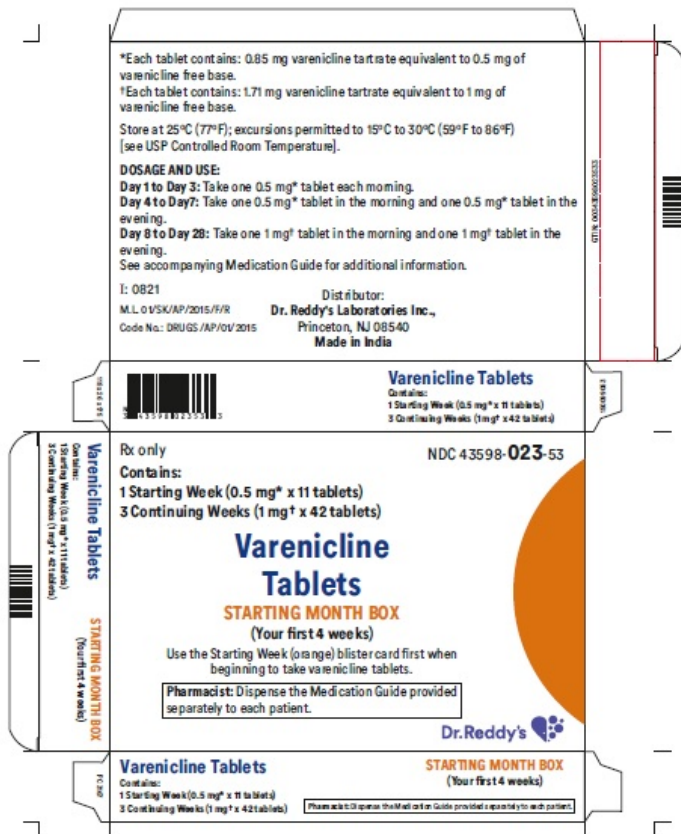 *Each tablet contains: 0.85 mg varenicline tartrate equivalent to 0.5 mg of
varenicline free base.
†Each tablet contains: 1.71 mg varenicline tartrate equivalent to 1 mg of
varenicline free base.
Store at 25°C (77°F); excursions permitted to 15°C to 30°C (59°F to 86°F)
[see USP Controlled Room Temperature].
DOSAGE AND USE:
Day 1 to Day 3: Take one 0.5 mg* tablet each morning.
Day 4 to Day7: Take one 0.5 mg* tablet in the morning and one 0.5 mg* tablet in the
evening.
Day 8 to Day 28: Take one 1 mg† tablet in the morning and one 1 mg† tablet in the
evening.
See accompanying Medication Guide for additional information.
I: 0821
M.L. 01/SK/AP/2015/F/R
Code No.: DRUGS/AP/01/2015
Distributor:
Dr. Reddy's Laboratories Inc.,
Princeton, NJ 08540
Made in India
Varenicline Tablets
Contains:
1 Starting Week (0.5 mg* x 11 tablets)
3 Continuing Weeks (1 mg† x 42 tablets)
Varenicline Tablets
Contains:
1 Starting Week (0.5 mg* x 11 tablets)
3 Continuing Weeks (1 mg† x 42 tablets)
STARTING MONTH BOX
(Your first 4 weeks)
Rx only
NDC 43598-023-53
Contains:
1 Starting Week (0.5 mg* x 11 tablets)
3 Continuing Weeks (1 mg† x 42 tablets)
Varenicline
Tablets
STARTING MONTH BOX
(Your first 4 weeks)
Use the Starting Week (orange) blister card first when
beginning to take varenicline tablets.
Pharmacist: Dispense the Medication Guide provided
separately to each patient.
Dr.Reddy's
Varenicline Tablets
Contains:
1 Starting Week (0.5 mg* x 11 tablets)
3 Continuing Weeks (1 mg† x 42 tablets)
STARTING MONTH BOX
(Your first 4 weeks)
Pharmacist: Dispense the Medication Guide provided separately to each patient.